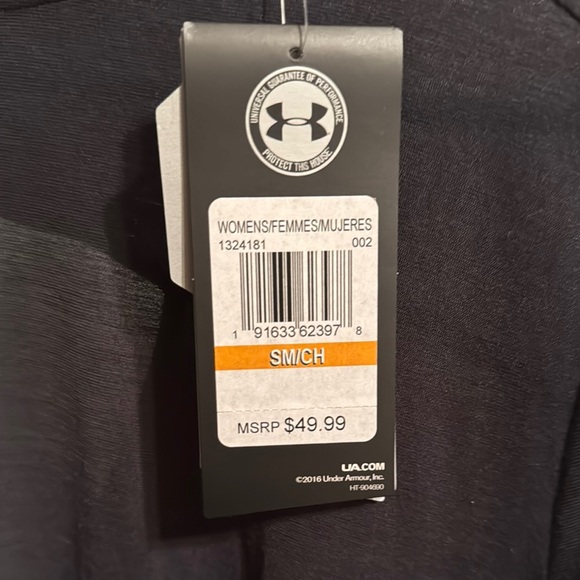 UNIVERSAL GUARANTEE OF PERFORMANCE
PROTECT THIS HOUSE
WOMENS/FEMMES/MUJERES
1324181 002
1 91633 62397 8
SM/CH
MSRP $49.99
UA.COM
©2016 Under Armour, Inc.
HT-904690